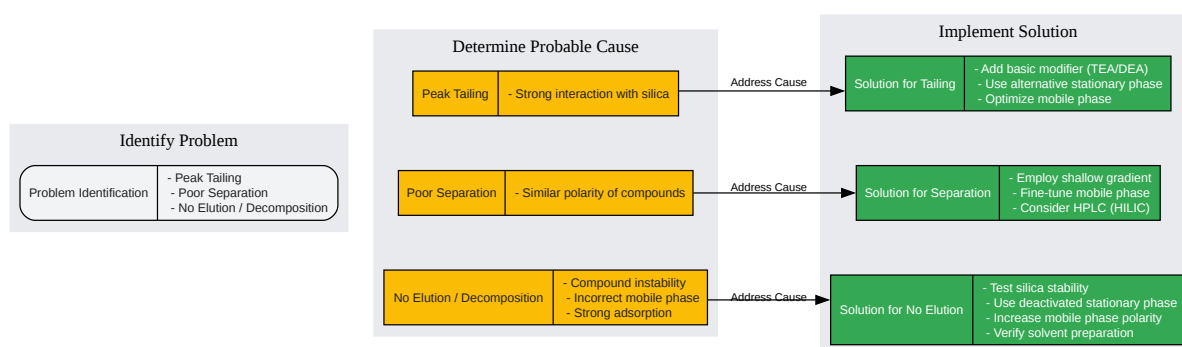 Identify Problem
Problem Identification
- Peak Tailing
- Poor Separation
- No Elution / Decomposition
Determine Probable Cause
Peak Tailing
- Strong interaction with silica
Poor Separation
- Similar polarity of compounds
No Elution / Decomposition
- Compound instability
- Incorrect mobile phase
- Strong adsorption
Address Cause
Address Cause
Address Cause
Implement Solution
Solution for Tailing
- Add basic modifier (TEA/DEA)
- Use alternative stationary phase
- Optimize mobile phase
Solution for Separation
- Employ shallow gradient
- Fine-tune mobile phase
- Consider HPLC (HILIC)
Solution for No Elution
- Test silica stability
- Use deactivated stationary phase
- Increase mobile phase polarity
- Verify solvent preparation